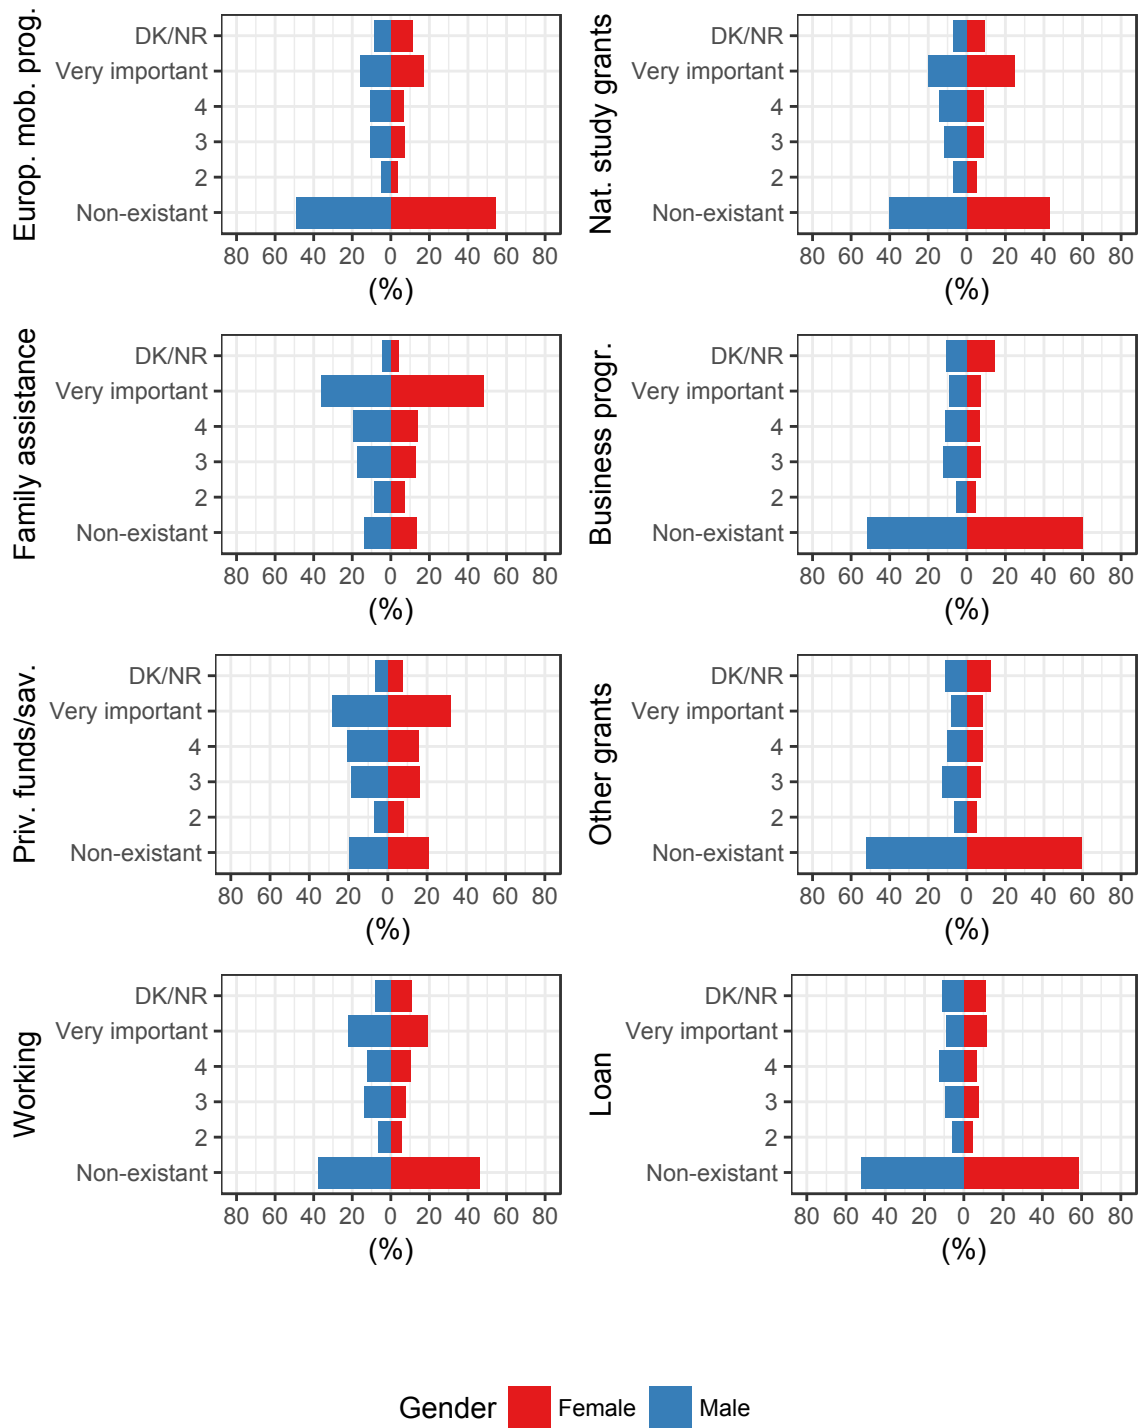 Europ. mob. prog.
DK/NR
Very important
4
3
2
Non-existant
80 60 40 20 0 20 40 60 80
(%)
Nat. study grants
DK/NR
Very important
4
3
2
Non-existant
80 60 40 20 0 20 40 60 80
(%)
Family assistance
DK/NR
Very important
4
3
2
Non-existant
80 60 40 20 0 20 40 60 80
(%)
Business progr.
DK/NR
Very important
4
3
2
Non-existant
80 60 40 20 0 20 40 60 80
(%)
Priv. funds/sav.
DK/NR
Very important
4
3
2
Non-existant
80 60 40 20 0 20 40 60 80
(%)
Other grants
DK/NR
Very important
4
3
2
Non-existant
80 60 40 20 0 20 40 60 80
(%)
Working
DK/NR
Very important
4
3
2
Non-existant
80 60 40 20 0 20 40 60 80
(%)
Loan
DK/NR
Very important
4
3
2
Non-existant
80 60 40 20 0 20 40 60 80
(%)
Gender Female Male